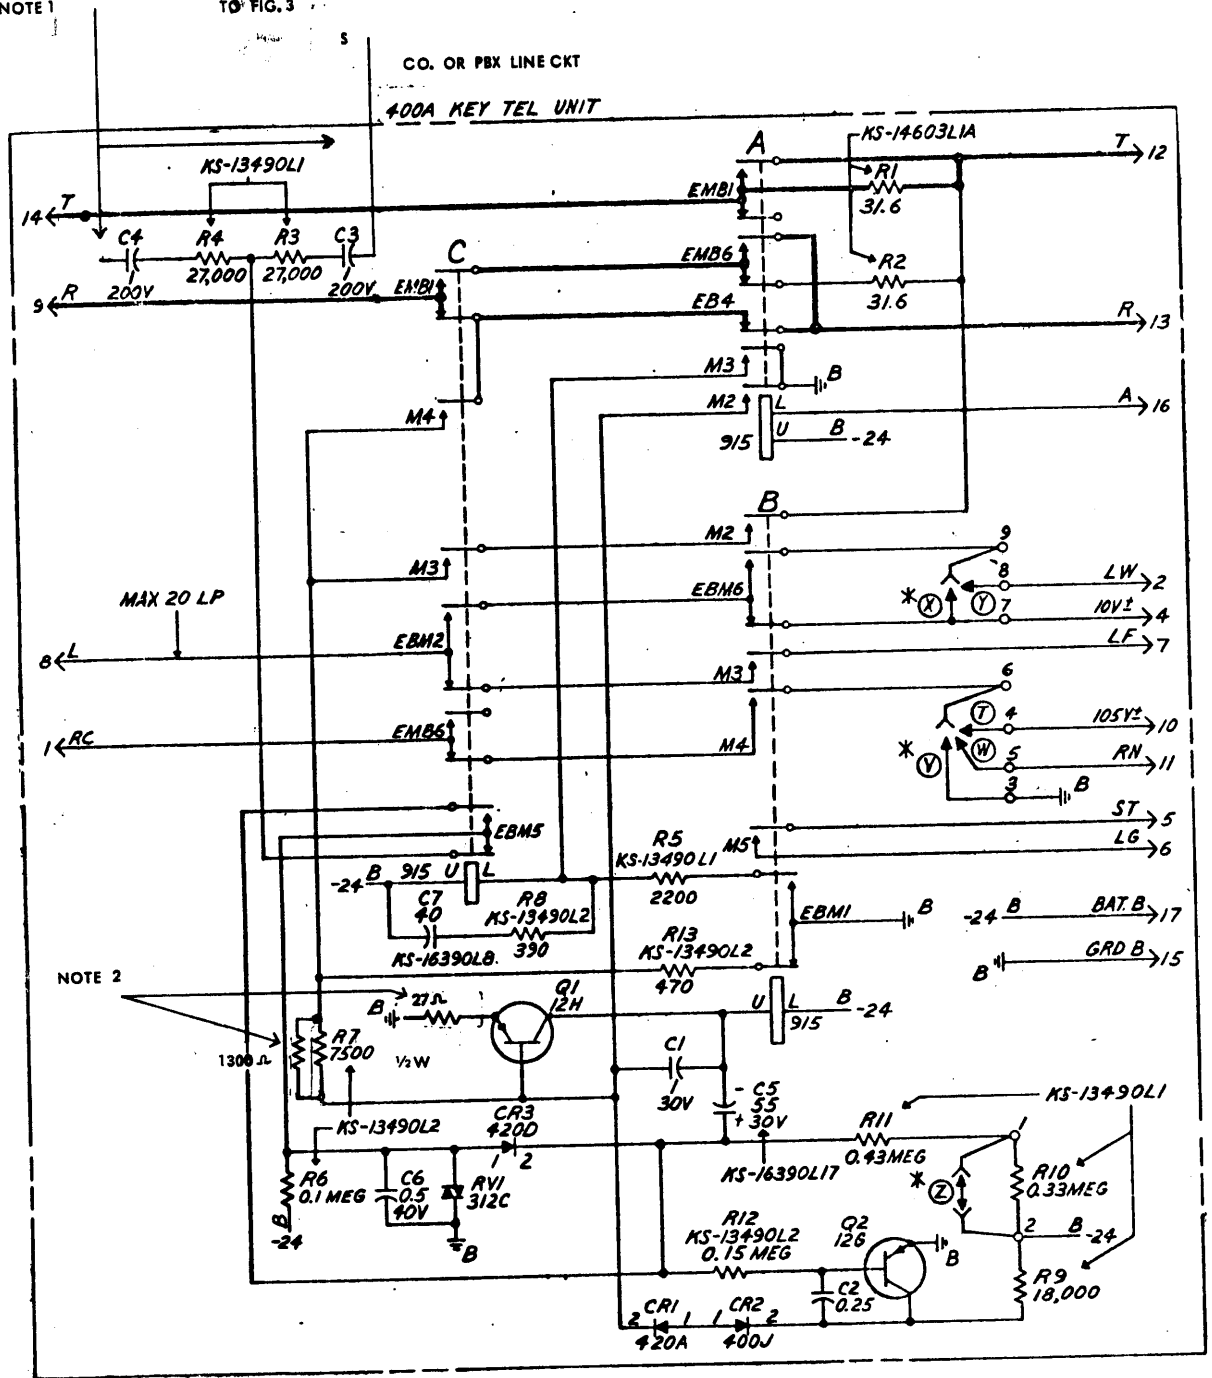 NOTE 1
TO FIG. 3
S
CO. OR PBX LINE CKT
400A KEY TEL UNIT
A
KS-14603L1A
T
12
KS-13490L1
R1
31.6
EMB1
14
T
C4
1
200V
R4
27,000
R3
27,000
C3
1
200V
C
EMB6
R2
31.6
9
R
EMB1
EB4
R
13
M3
B
M4
M2
L
A
16
915
U
B
-24
B
M2
9
M3
8
LW
2
MAX 20 LP
EBM6
*
X
Y
7
10V±
4
8
L
EBM2
LF
7
M3
6
T
4
105V±
10
1
RC
EMB6
M4
*
V
W
5
RN
11
3
B
ST
5
EBM5
R5
KS-13490L1
2200
M5
LG
6
-24
B
915
U
L
C7
40
KS-16390L8
R8
KS-13490L2
390
EBM1
B
-24
B
BAT. B
17
R13
KS-13490L2
470
B
GRD B
15
NOTE 2
B
27Ω
Q1
12H
U
L
915
B
-24
1300Ω
R7
7500
½W
C1
1
30V
-
C5
55
+ 30V
KS-13490L1
KS-13490L2
CR3
420D
1
2
R11
0.43MEG
1
KS-16390L17
R6
0.1 MEG
C6
0.5
40V
RV1
312C
*
Z
R10
0.33MEG
B
-24
B
R12
KS-13490L2
0.15 MEG
Q2
12G
B
2
B
-24
C2
0.25
R9
18,000
2
CR1
1
420A
1
CR2
2
400J